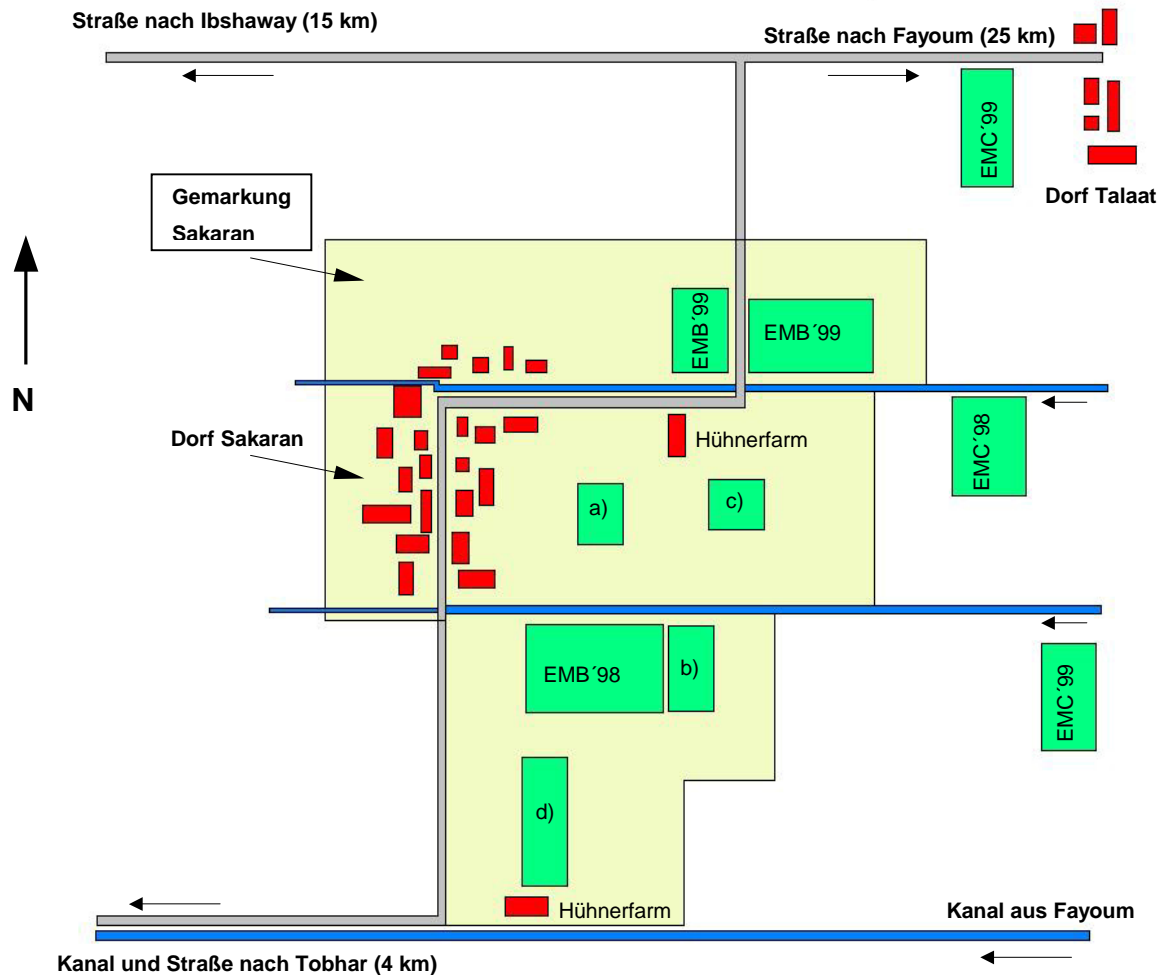 Straße nach Ibshaway (15 km)
Straße nach Fayoum (25 km)
EMC´99
Dorf Talaat
Gemarkung
Sakaran
N
EMB´99
EMB´99
Dorf Sakaran
Hühnerfarm
EMC´98
a)
c)
EMB´98
b)
EMC´99
d)
Hühnerfarm
Kanal aus Fayoum
Kanal und Straße nach Tobhar (4 km)